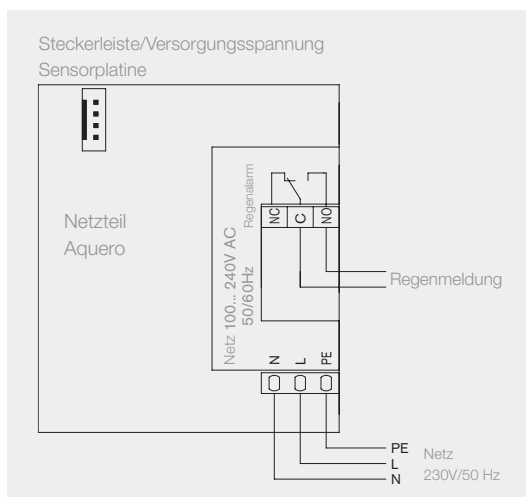 Steckerleiste/Versorgungsspannung
Sensorplatine
Netzteil
Aquero
Netz 100... 240V AC
50/60Hz
Regenalarm
NC
C
NO
Regenmeldung
N
L
PE
PE
L
N
Netz
230V/50 Hz